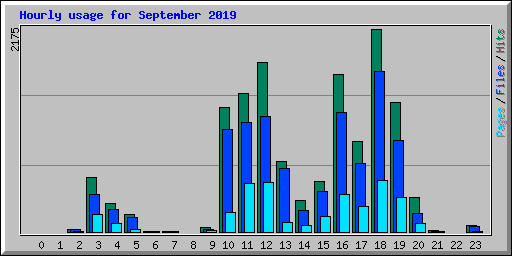 Hourly usage for September 2019
2175
Pages/Files/Hits
0 1 2 3 4 5 6 7 8 9 10 11 12 13 14 15 16 17 18 19 20 21 22 23